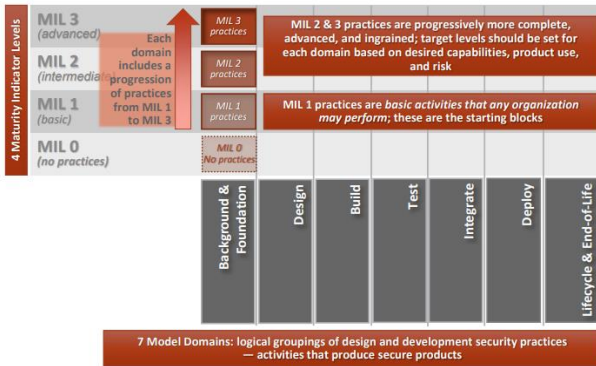 4 Maturity Indicator Levels
MIL 3
(advanced)
MIL 2
(intermediate)
MIL 1
(basic)
MIL 0
(no practices)
Each
domain
includes a
progression
of practices
from MIL 1
to MIL 3
MIL 3
practices
MIL 2
practices
MIL 1
practices
MIL 0
No practices
MIL 2 & 3 practices are progressively more complete,
advanced, and ingrained; target levels should be set for
each domain based on desired capabilities, product use,
and risk
MIL 1 practices are basic activities that any organization
may perform; these are the starting blocks
Background &
Foundation
Design
Build
Test
Integrate
Deploy
Lifecycle & End-of-Life
7 Model Domains: logical groupings of design and development security practices
— activities that produce secure products